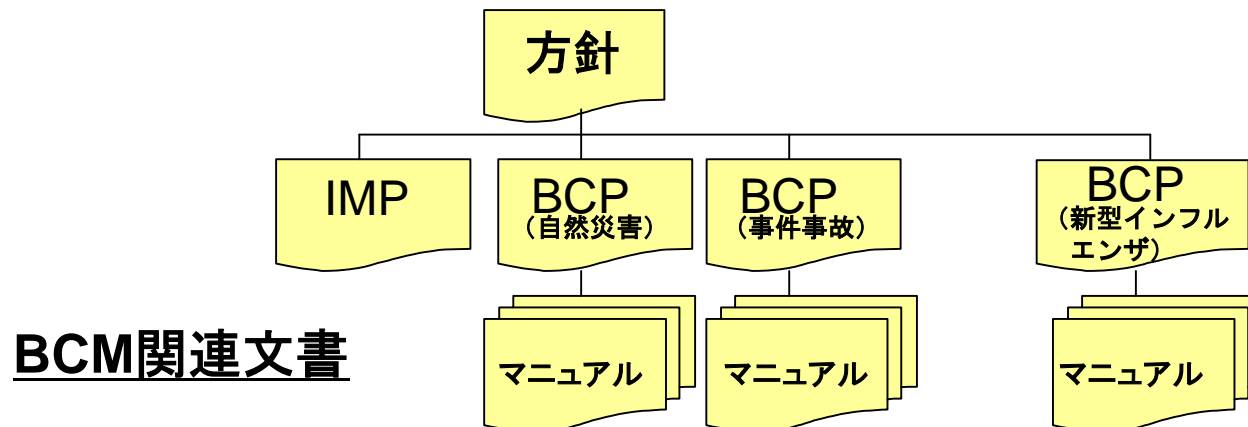 方針
IMP
BCP
（自然災害）
BCP
（事件事故）
BCP
（新型インフル
エンザ）
BCM関連文書
マニュアル
マニュアル
マニュアル